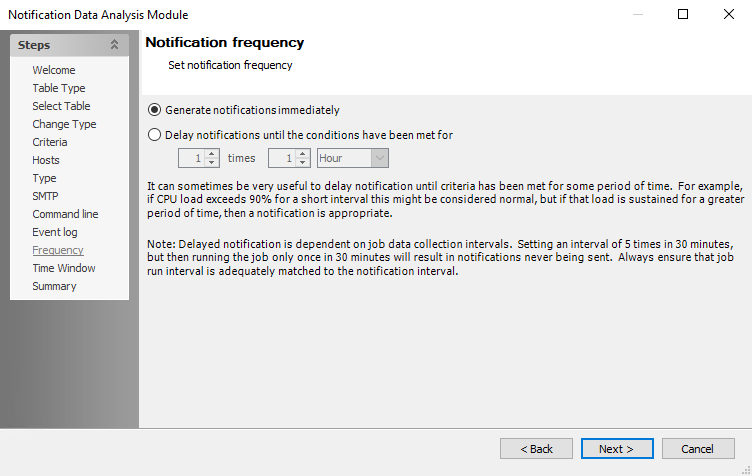 Notification Data Analysis Module
Steps
Welcome
Table Type
Select Table
Change Type
Criteria
Hosts
Type
SMTP
Command line
Event log
Frequency
Time Window
Summary
Notification frequency
Set notification frequency
Generate notifications immediately
Delay notifications until the conditions have been met for
1 times 1 Hour
It can sometimes be very useful to delay notification until criteria has been met for some period of time. For example,
if CPU load exceeds 90% for a short interval this might be considered normal, but if that load is sustained for a greater
period of time, then a notification is appropriate.
Note: Delayed notification is dependent on job data collection intervals. Setting an interval of 5 times in 30 minutes,
but then running the job only once in 30 minutes will result in notifications never being sent. Always ensure that job
run interval is adequately matched to the notification interval.
< Back Next > Cancel